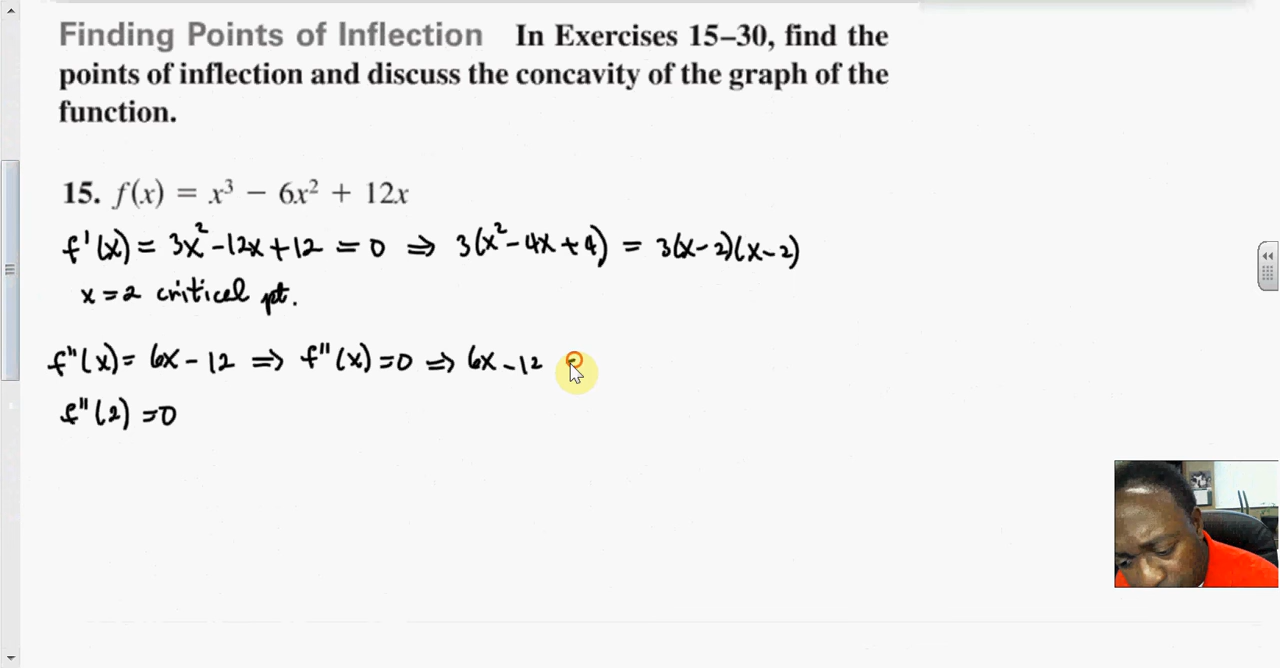 Finding Points of Inflection In Exercises 15–30, find the
points of inflection and discuss the concavity of the graph of the
function.
15. f(x) = x³ − 6x² + 12x
f'(x) = 3x² -12x + 12 = 0 ⇒ 3(x² - 4x + 4) = 3(x-2)(x-2)
x = 2 critical pt.
f"(x) = 6x - 12 ⇒ f"(x) = 0 ⇒ 6x - 12
f"(2) = 0